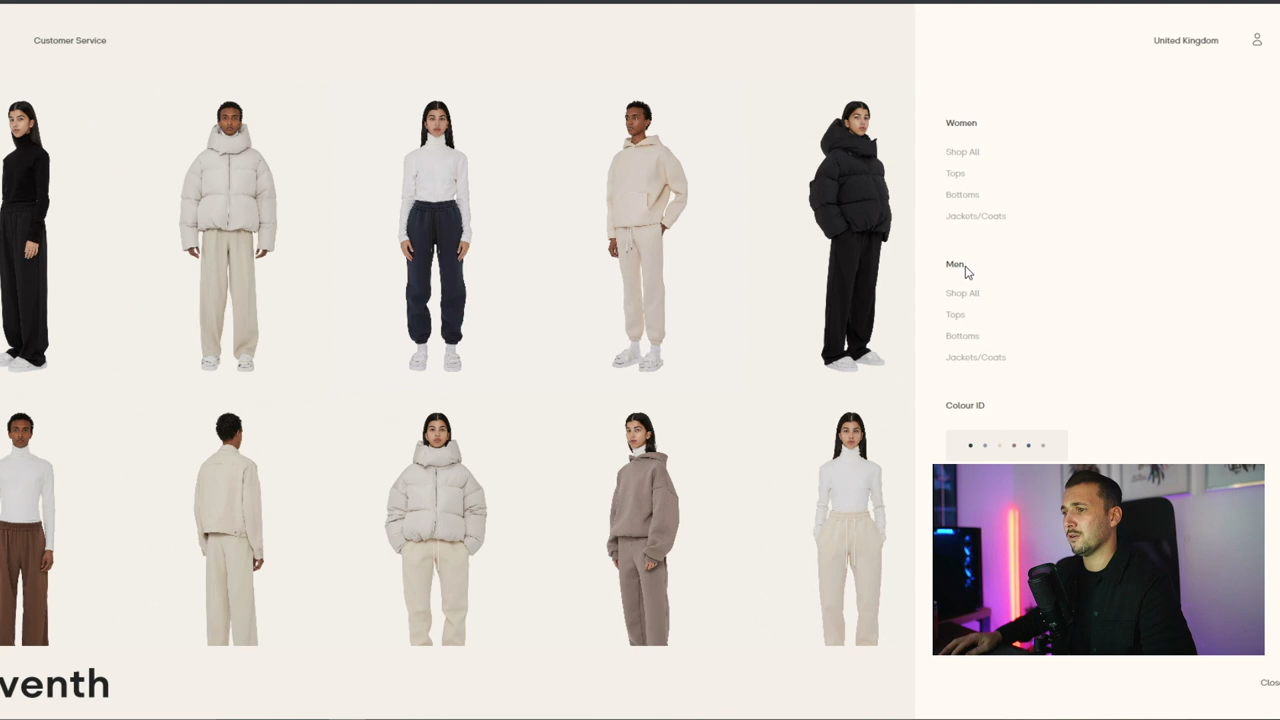 Customer Service
United Kingdom
Women
Shop All
Tops
Bottoms
Jackets/Coats
Men
Shop All
Tops
Bottoms
Jackets/Coats
Colour ID
venth
Clos